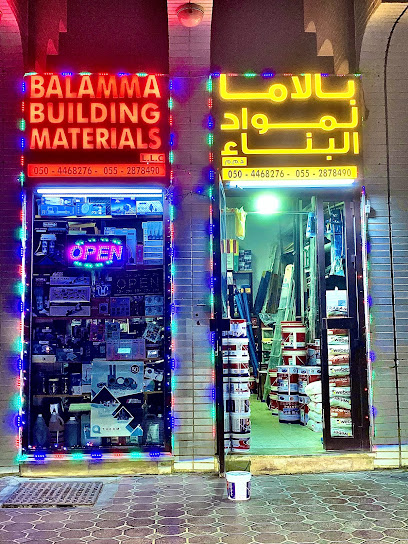 BALAMMA
BUILDING
MATERIALS
L.L.C
050 - 4468276 - 055 - 2878490
بالاما
لمواد
البناء
ذ.م.م
050 - 4468276 - 055 - 2878490
OPEN